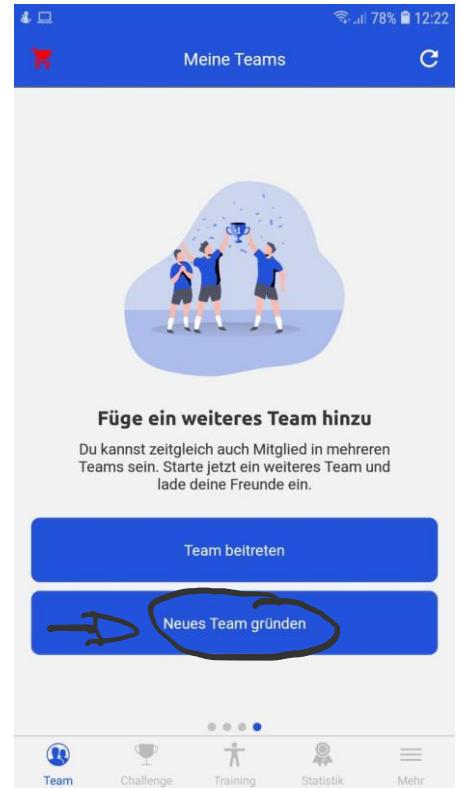 78% 12:22
Meine Teams
Füge ein weiteres Team hinzu
Du kannst zeitgleich auch Mitglied in mehreren
Teams sein. Starte jetzt ein weiteres Team und
lade deine Freunde ein.
Team beitreten
Neues Team gründen
Team Challenge Training Statistik Mehr